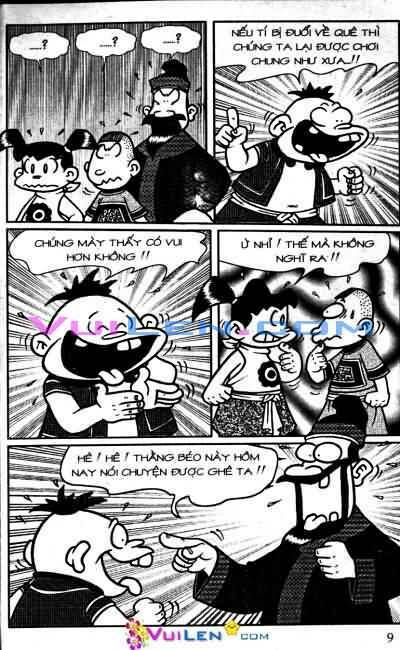 ......?
......?
......?
NẾU TÍ BỊ ĐUỔI VỀ QUÊ THÌ
CHÚNG TA LẠI ĐƯỢC CHƠI
CHUNG NHƯ XƯA...!!
CHÚNG MÀY THẤY CÓ VUI
HƠN KHÔNG!!
Ừ NHỈ! THẾ MÀ KHÔNG
NGHĨ RA!!
VUILEN.COM
HÊ! HÊ! THẰNG BÉO NÀY HÔM
NAY NÓI CHUYỆN ĐƯỢC GHÊ TA!!
9
VUILEN.COM